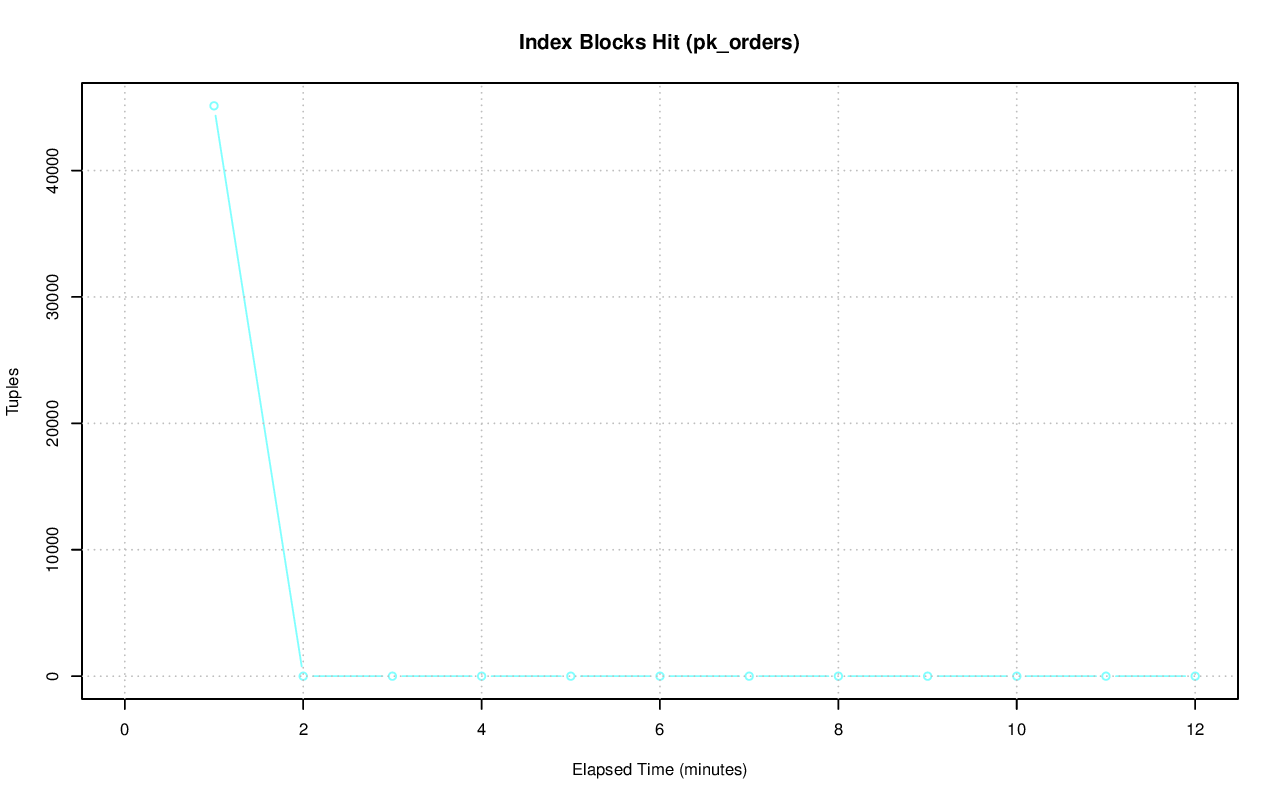 Index Blocks Hit (pk_orders)
Tuples
40000
30000
20000
10000
0
0 2 4 6 8 10 12
Elapsed Time (minutes)